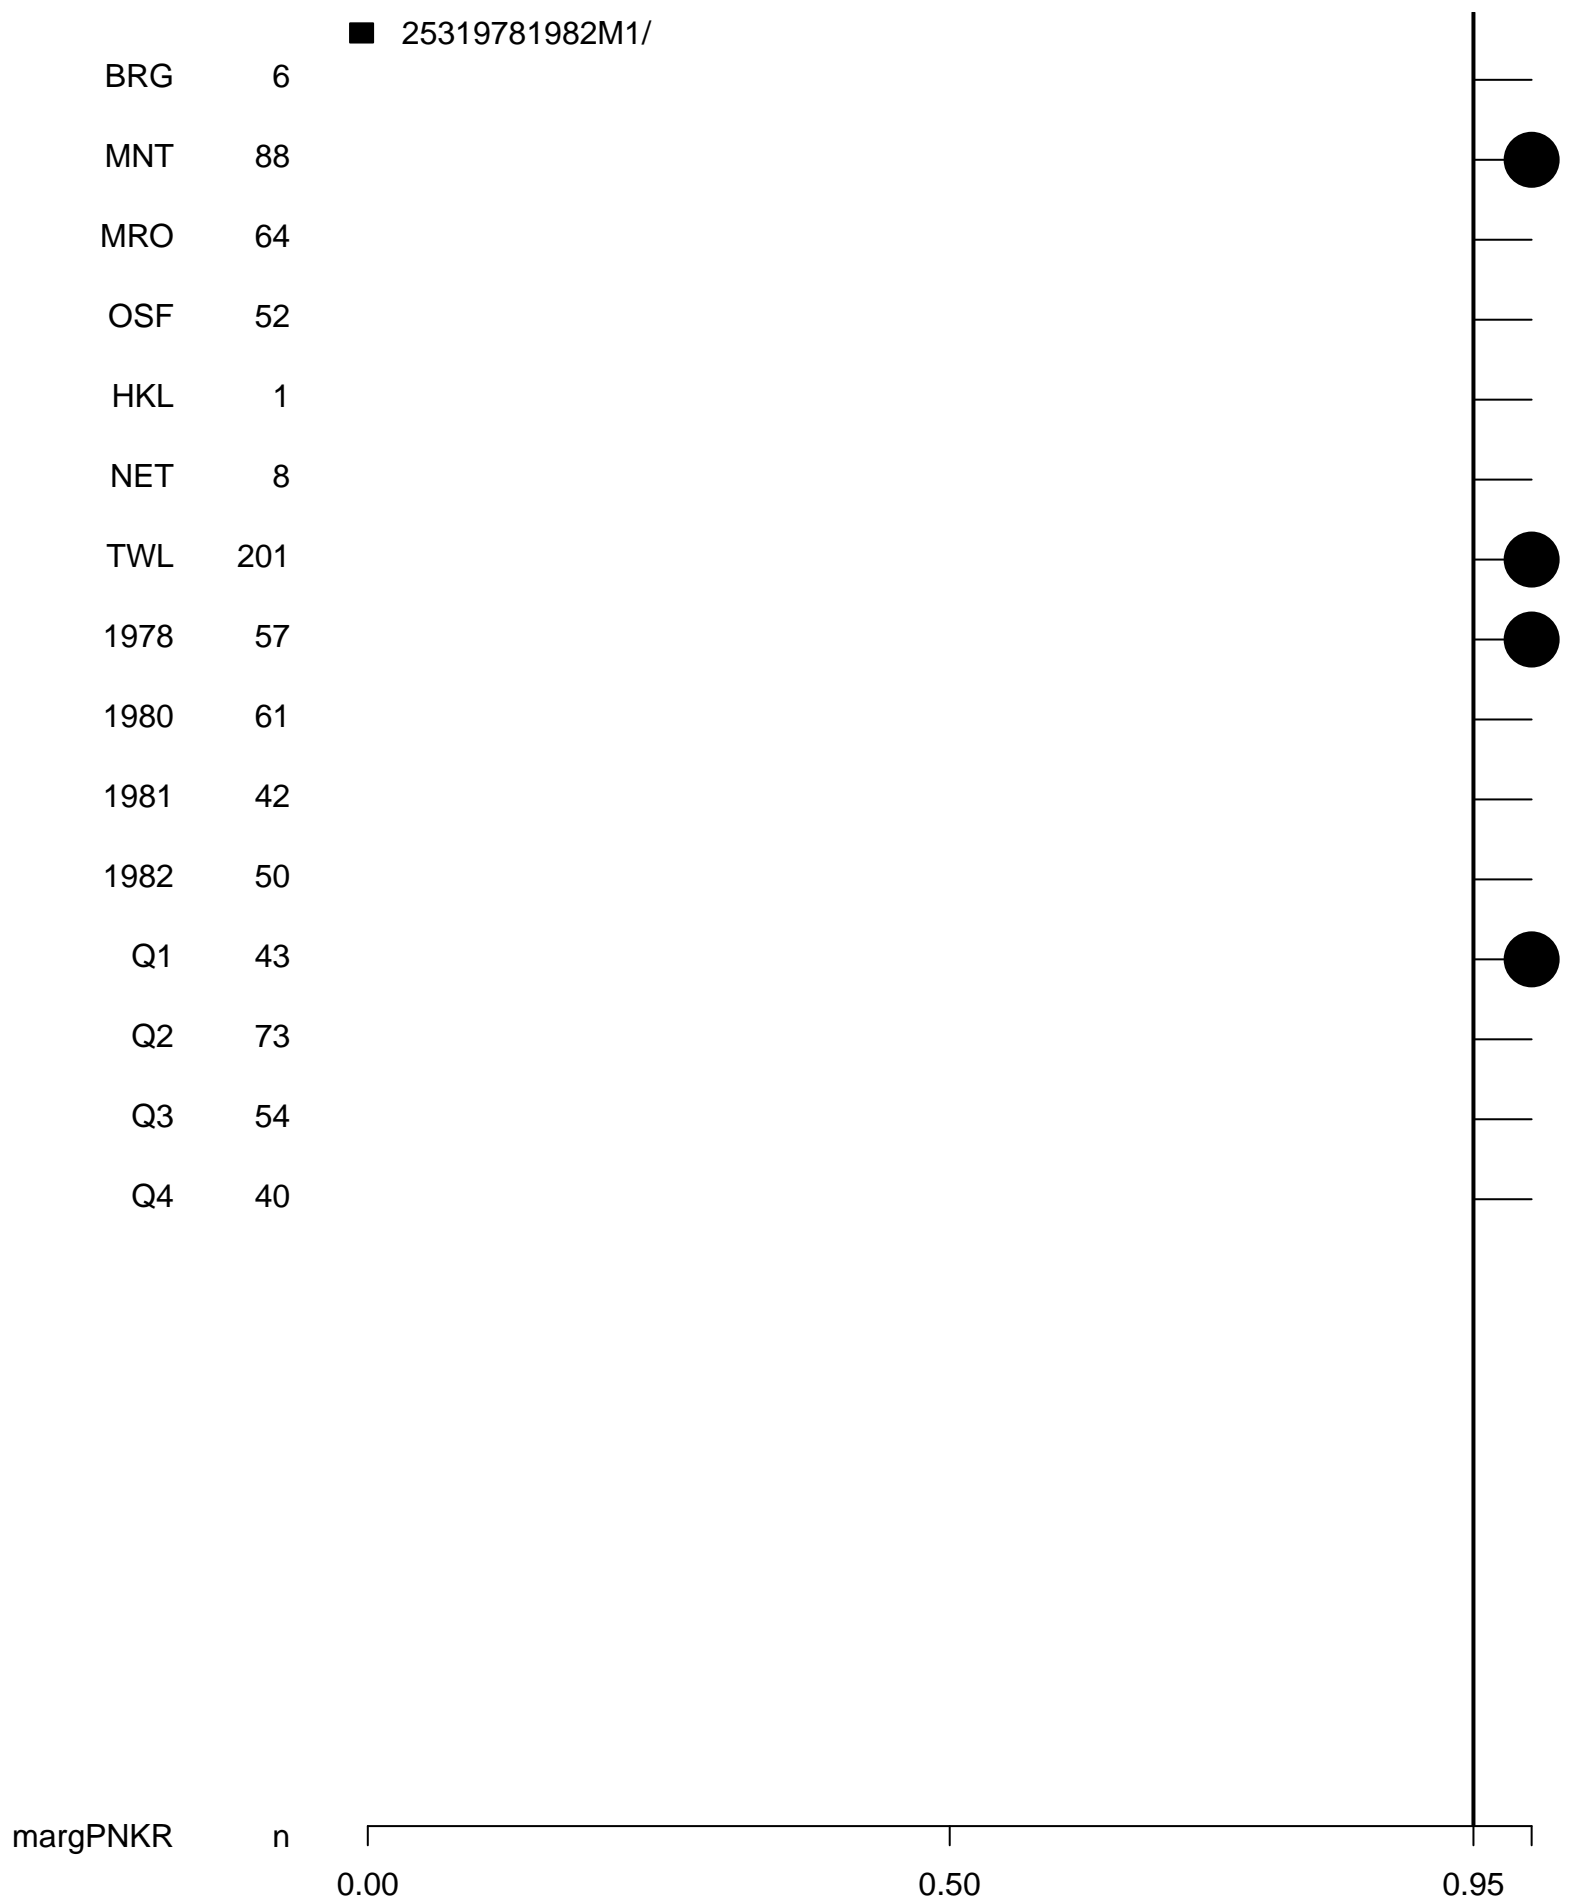 25319781982M1/
BRG 6
MNT 88
MRO 64
OSF 52
HKL 1
NET 8
TWL 201
1978 57
1980 61
1981 42
1982 50
Q1 43
Q2 73
Q3 54
Q4 40
margPNKR n
0.00 0.50 0.95